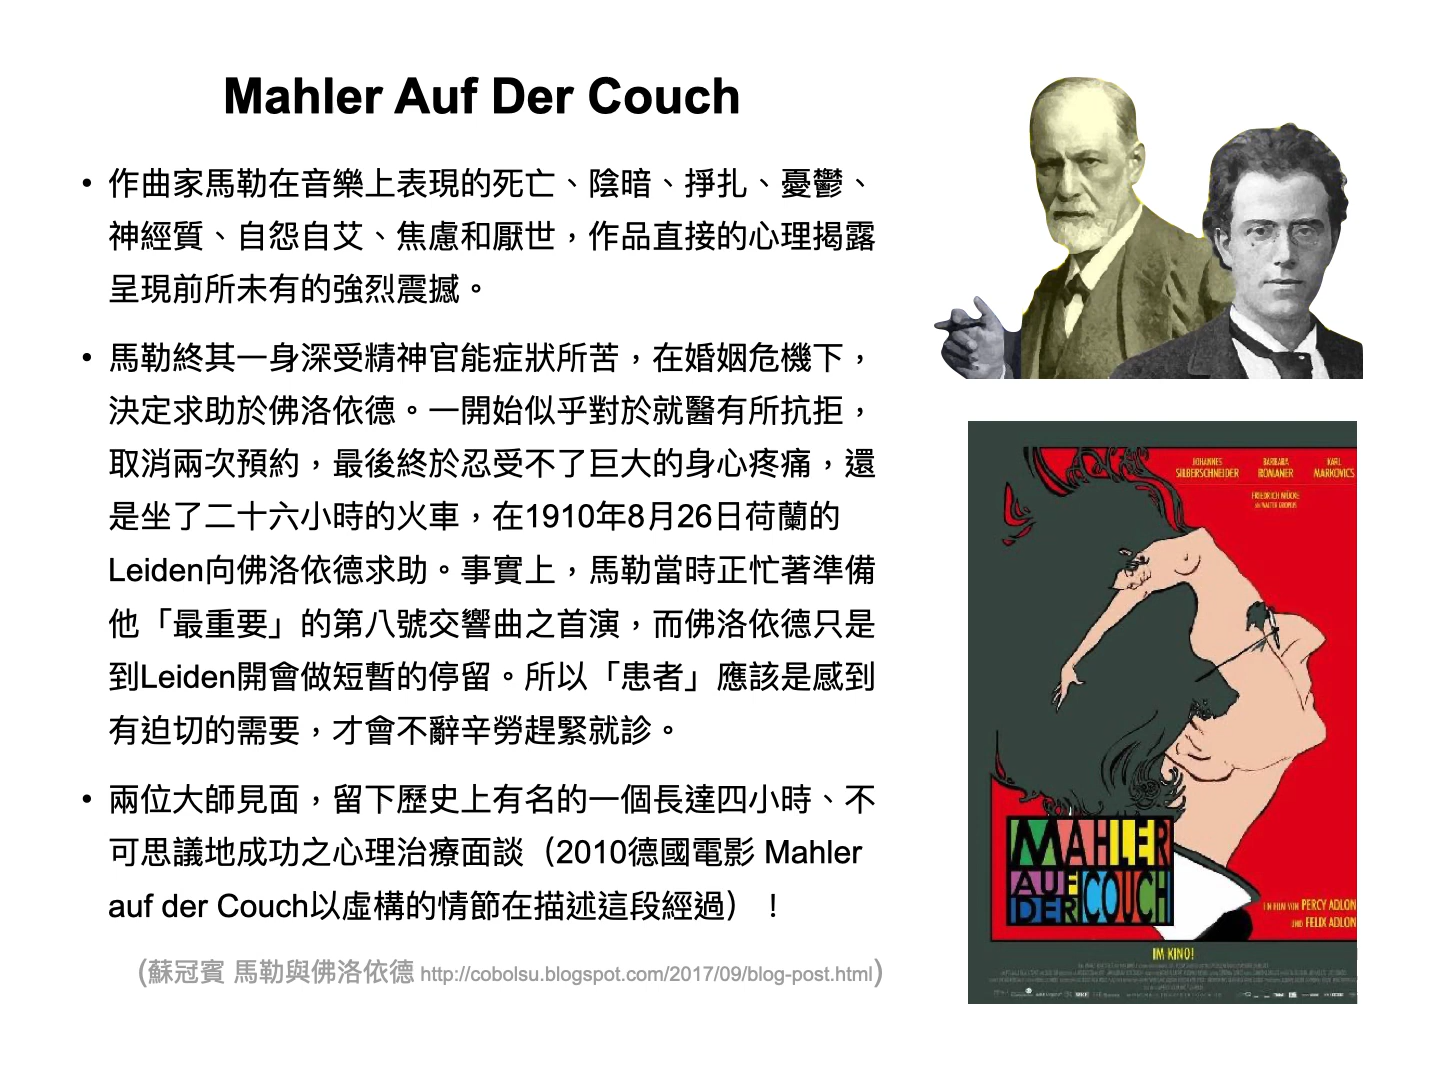 Mahler Auf Der Couch
• 作曲家馬勒在音樂上表現的死亡、陰暗、掙扎、憂鬱、
神經質、自怨自艾、焦慮和厭世，作品直接的心理揭露
呈現前所未有的強烈震撼。
• 馬勒終其一身深受精神官能症狀所苦，在婚姻危機下，
決定求助於佛洛依德。一開始似乎對於就醫有所抗拒，
取消兩次預約，最後終於忍受不了巨大的身心疼痛，還
是坐了二十六小時的火車，在1910年8月26日荷蘭的
Leiden向佛洛依德求助。事實上，馬勒當時正忙著準備
他「最重要」的第八號交響曲之首演，而佛洛依德只是
到Leiden開會做短暫的停留。所以「患者」應該是感到
有迫切的需要，才會不辭辛勞趕緊就診。
• 兩位大師見面，留下歷史上有名的一個長達四小時、不
可思議地成功之心理治療面談（2010德國電影 Mahler
auf der Couch以虛構的情節在描述這段經過）！
(蘇冠賓 馬勒與佛洛依德 http://cobolsu.blogspot.com/2017/09/blog-post.html)
JOHANNES SILBERSCHNEIDER
BARBARA ROMANER
KARL MARKOVICS
FRIEDRICH MÜCKE
MAHLER
AUF
DER
COUCH
EIN FILM VON PERCY ADLON
UND FELIX ADLON
IM KINO!